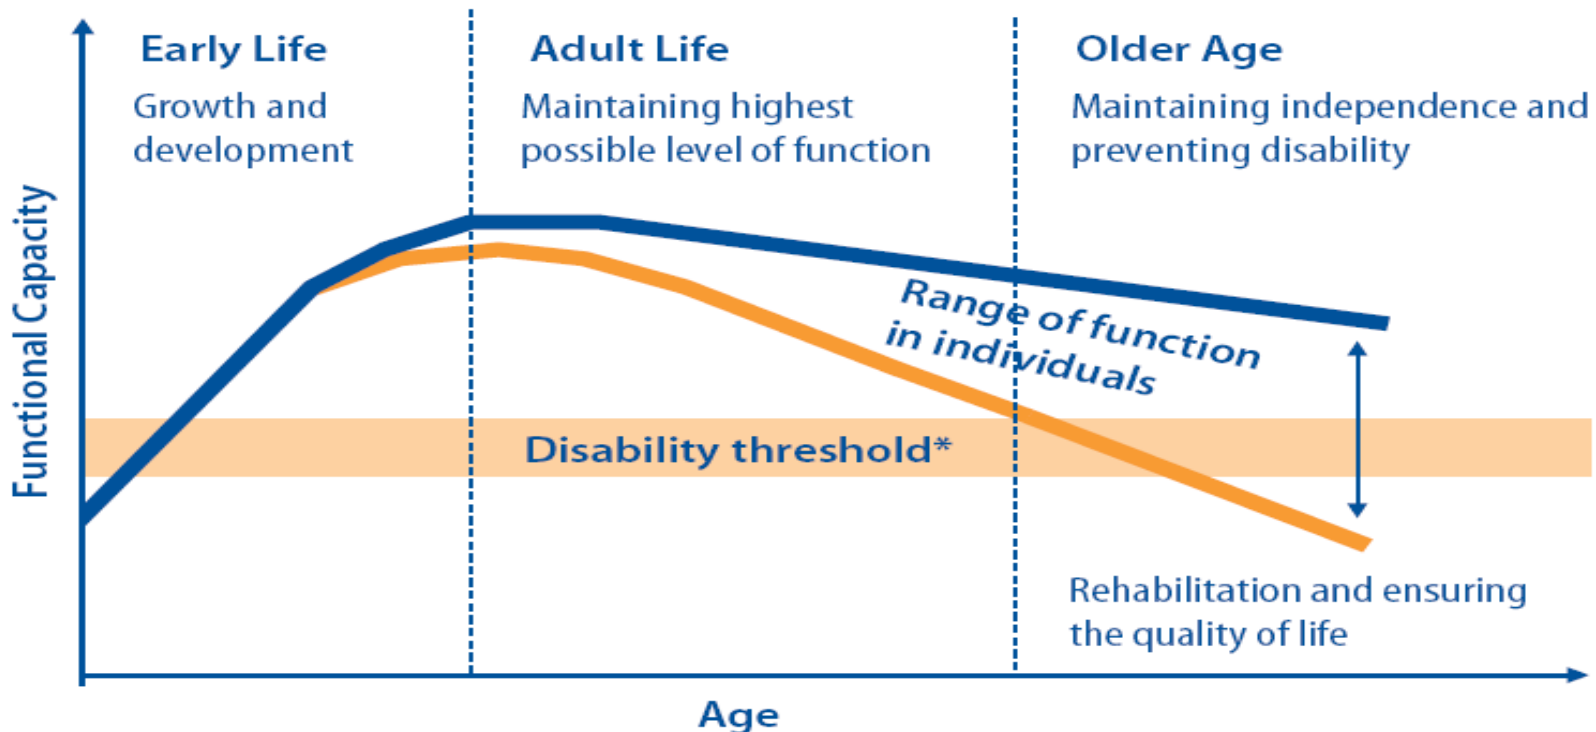 Early Life
Growth and
development
Adult Life
Maintaining highest
possible level of function
Older Age
Maintaining independence and
preventing disability
Functional Capacity
Range of function
in individuals
Disability threshold*
Rehabilitation and ensuring
the quality of life
Age